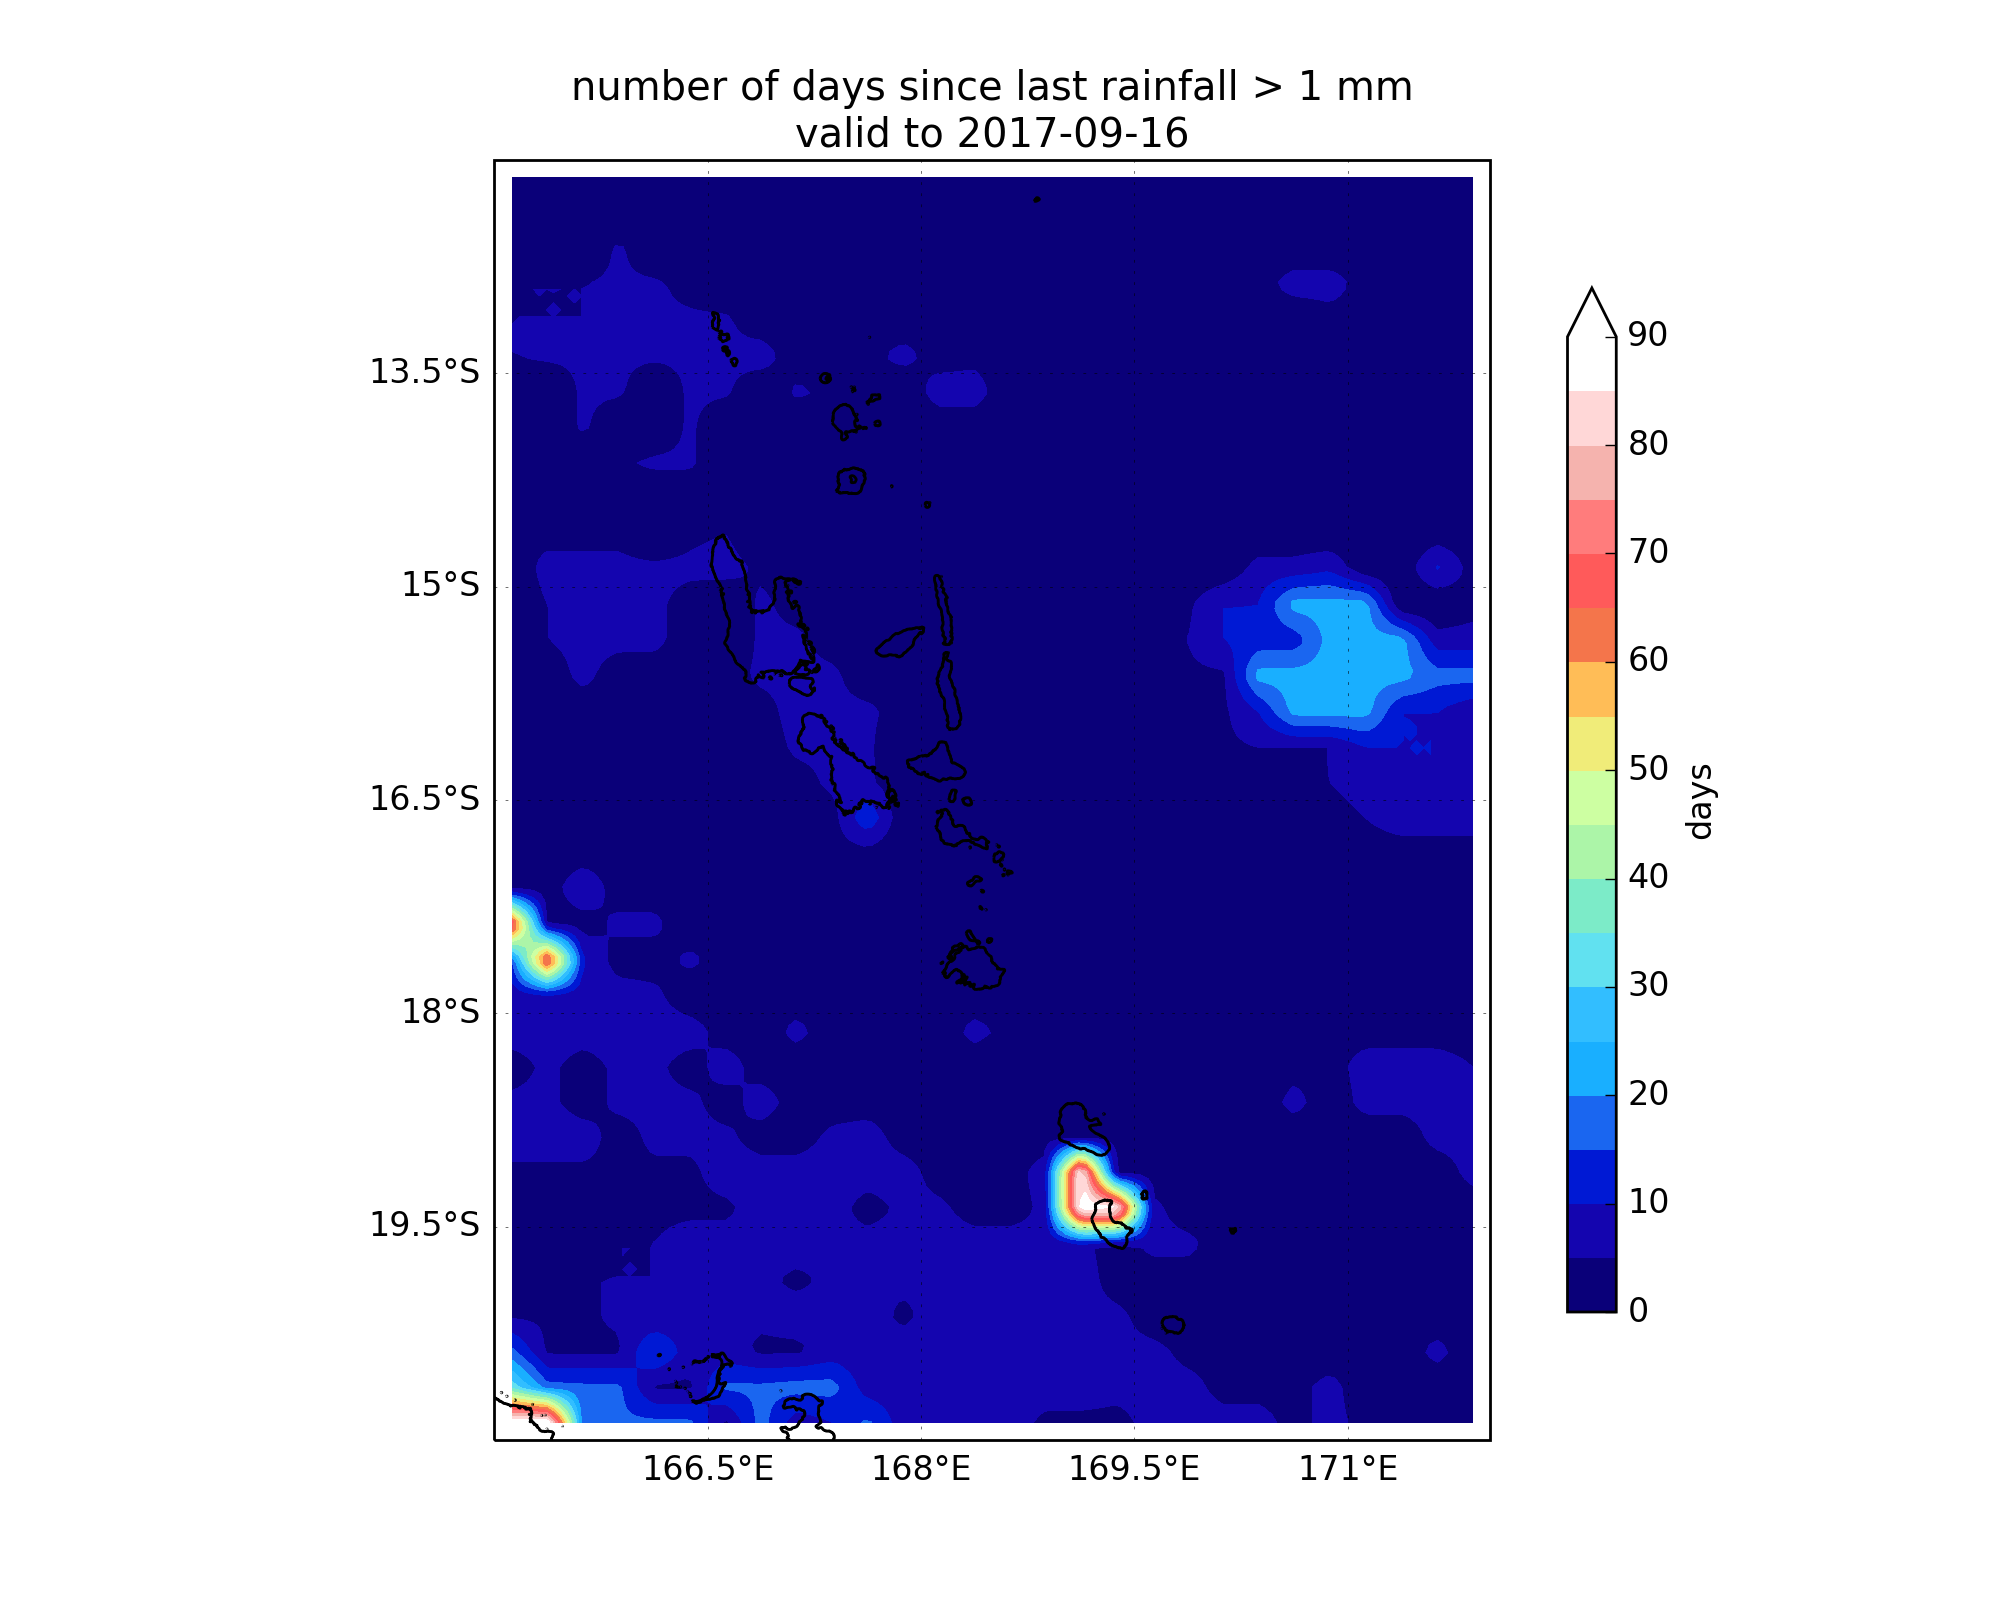 number of days since last rainfall > 1 mm
valid to 2017-09-16
13.5°S
15°S
16.5°S
18°S
19.5°S
166.5°E
168°E
169.5°E
171°E
90
80
70
60
50
40
30
20
10
0
days